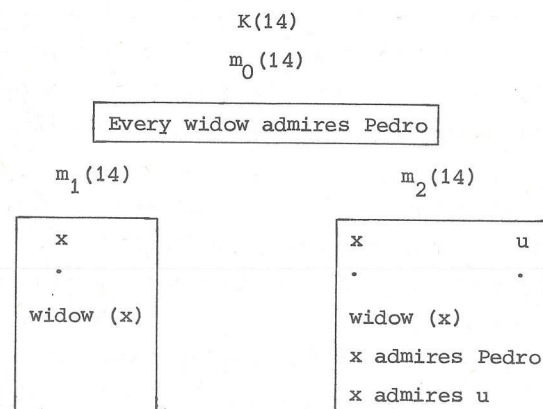 K(14)
m0(14)
Every widow admires Pedro
m1(14)
m2(14)
x
.
widow (x)
x u
. .
widow (x)
x admires Pedro
x admires u